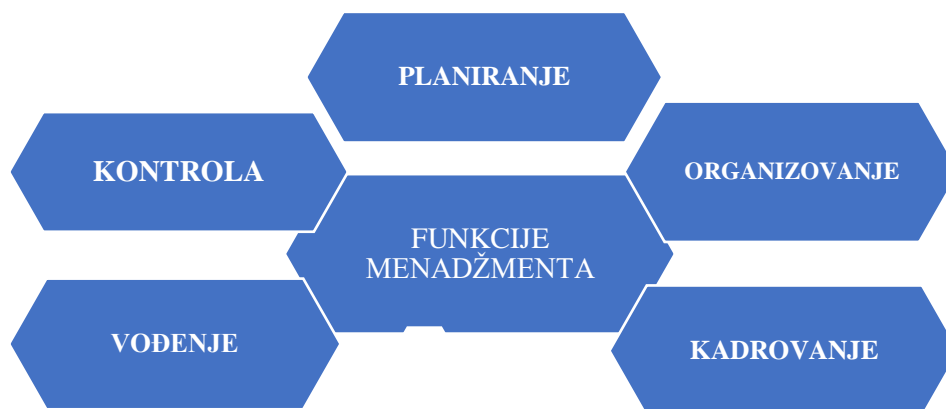 PLANIRANJE
KONTROLA
ORGANIZOVANJE
FUNKCIJE
MENADŽMENTA
VOĐENJE
KADROVANJE